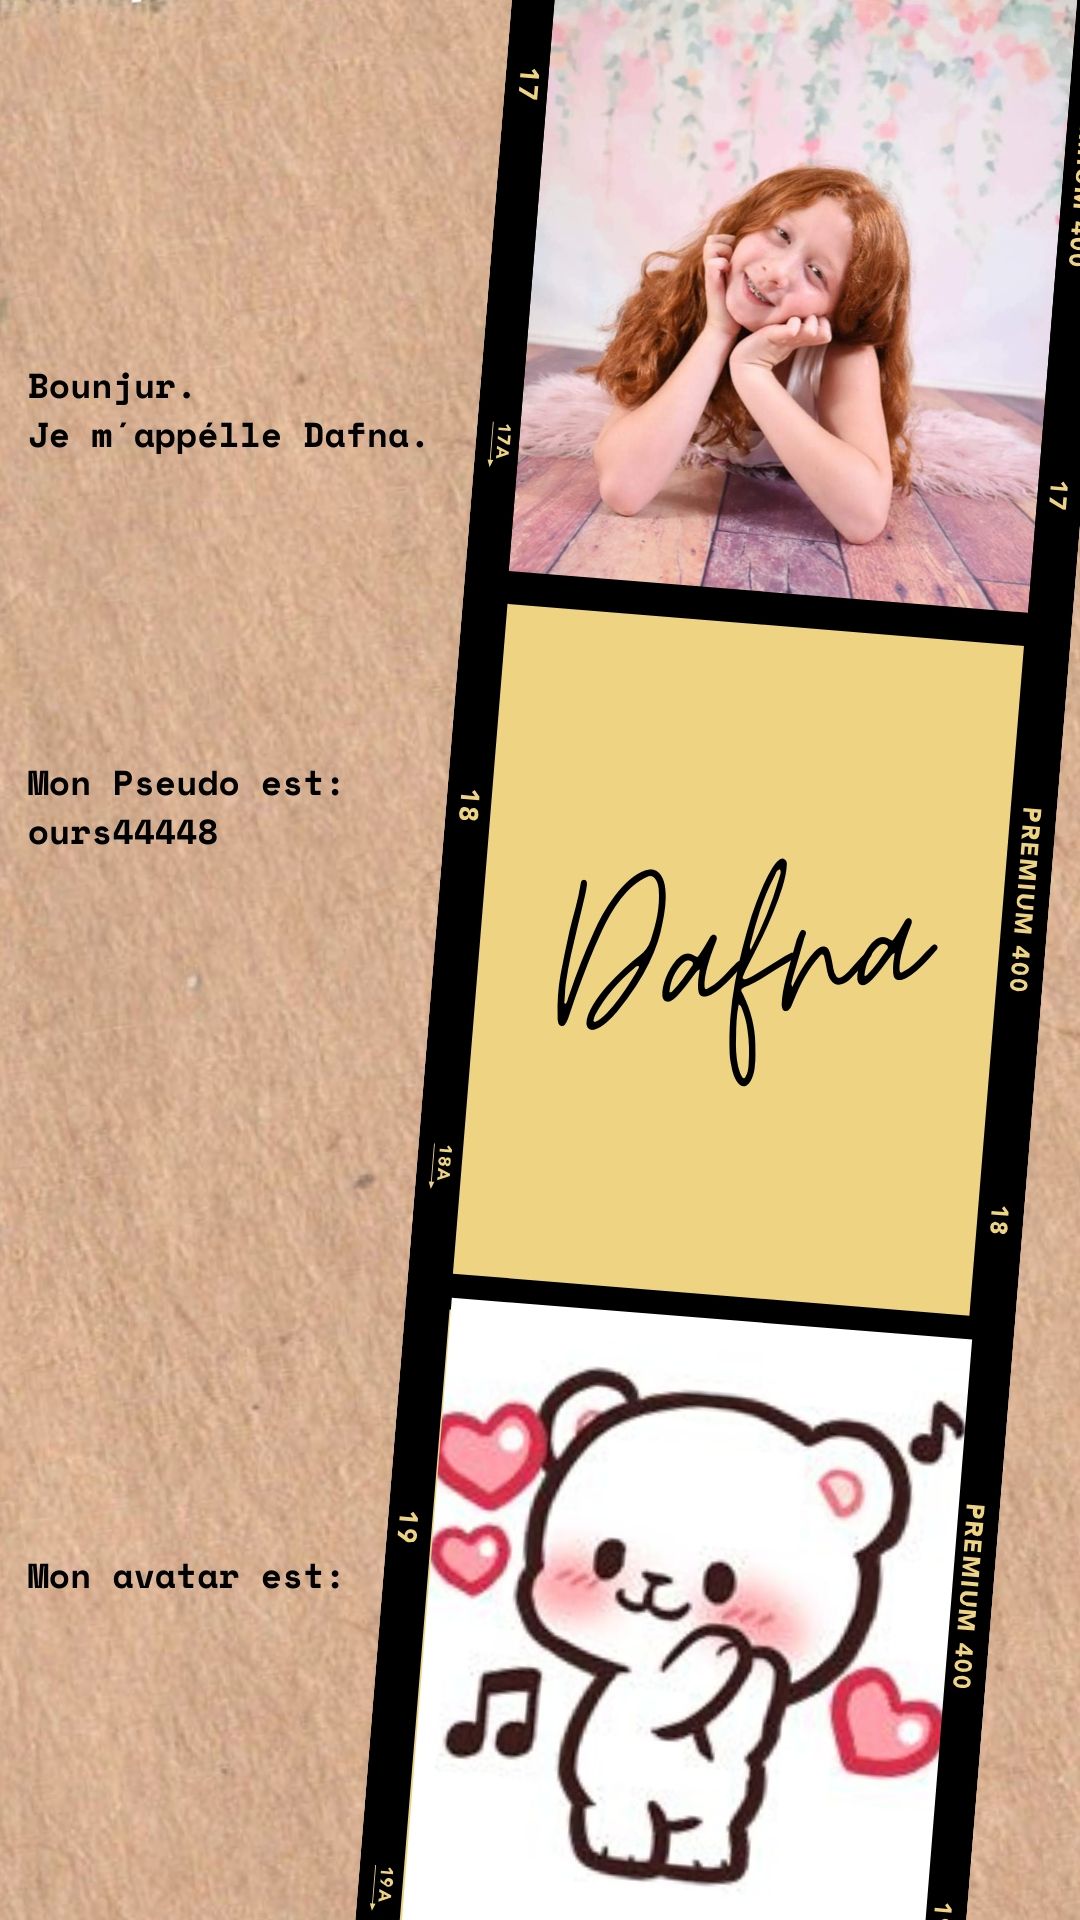 17
17A
17
Bounjur.
Je m´appélle Dafna.
Mon Pseudo est:
ours44448
18
Dafna
PREMIUM 400
18A
18
Mon avatar est:
19
PREMIUM 400
19A